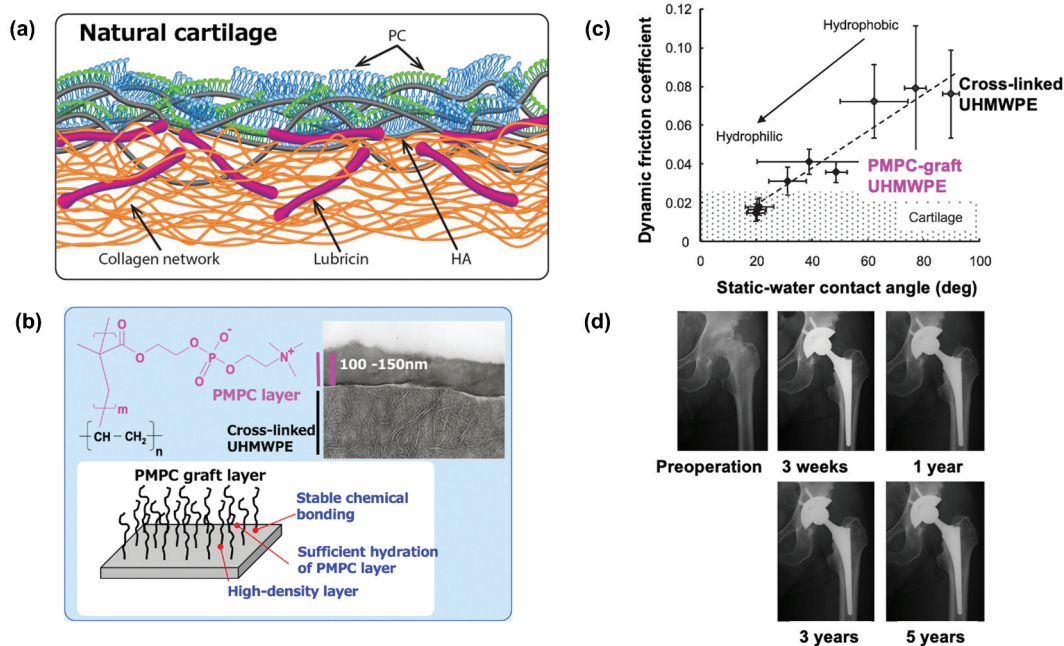 (a)
Natural cartilage
PC
Collagen network
Lubricin
HA
(b)
O
O
O
O
-
P
O
O
N
+
m
PMPC layer
CH
CH2
n
100 -150nm
Cross-linked
UHMWPE
PMPC graft layer
Stable chemical
bonding
Sufficient hydration
of PMPC layer
High-density layer
(c)
Dynamic friction coefficient
0.12
0.10
0.08
0.06
0.04
0.02
0
Hydrophobic
Hydrophilic
Cross-linked
UHMWPE
PMPC-graft
UHMWPE
Cartilage
0
20
40
60
80
100
Static-water contact angle (deg)
(d)
Preoperation
3 weeks
1 year
3 years
5 years